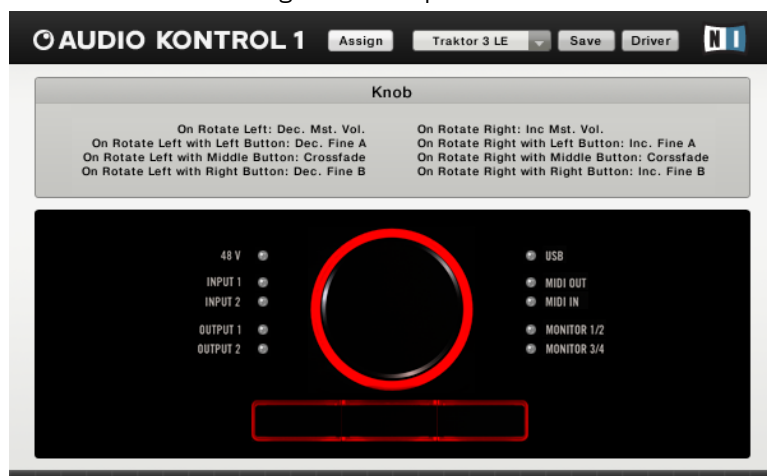 AUDIO KONTROL 1 Assign Traktor 3 LE Save Driver NI
Knob
On Rotate Left: Dec. Mst. Vol.
On Rotate Left with Left Button: Dec. Fine A
On Rotate Left with Middle Button: Crossfade
On Rotate Left with Right Button: Dec. Fine B
On Rotate Right: Inc Mst. Vol.
On Rotate Right with Left Button: Inc. Fine A
On Rotate Right with Middle Button: Corssfade
On Rotate Right with Right Button: Inc. Fine B
48 V
INPUT 1
INPUT 2
OUTPUT 1
OUTPUT 2
USB
MIDI OUT
MIDI IN
MONITOR 1/2
MONITOR 3/4